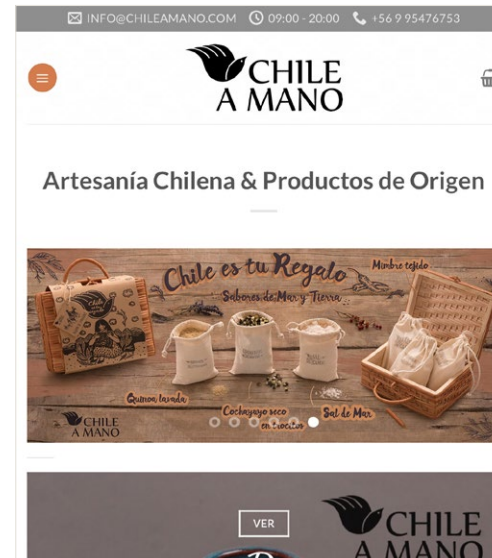 INFO@CHILEAMANO.COM 09:00 - 20:00 +56 9 95476753
CHILE
A MANO
Artesanía Chilena & Productos de Origen
Chile es tu Regalo
Mimbre tejido
Sabores de Mar y Tierra
Quinoa lavada
Cochayuyo seco
en trocitos
Sal de Mar
CHILE
A MANO
VER
CHILE
A MANO